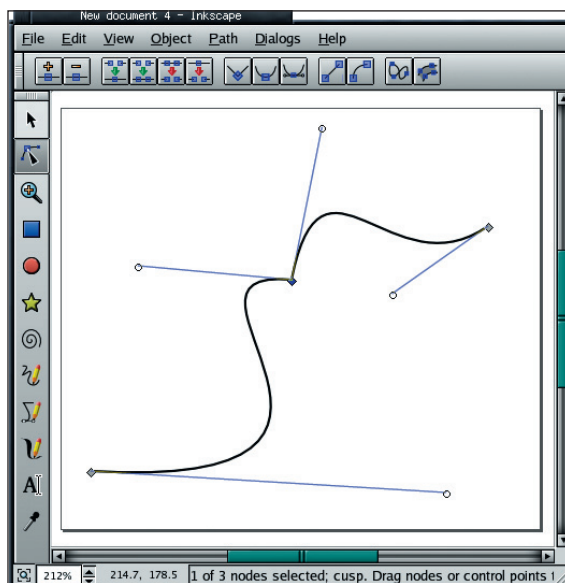 New document 4 - Inkscape
File Edit View Object Path Dialogs Help
A
212% 214.7, 178.5 1 of 3 nodes selected; cusp. Drag nodes or control points